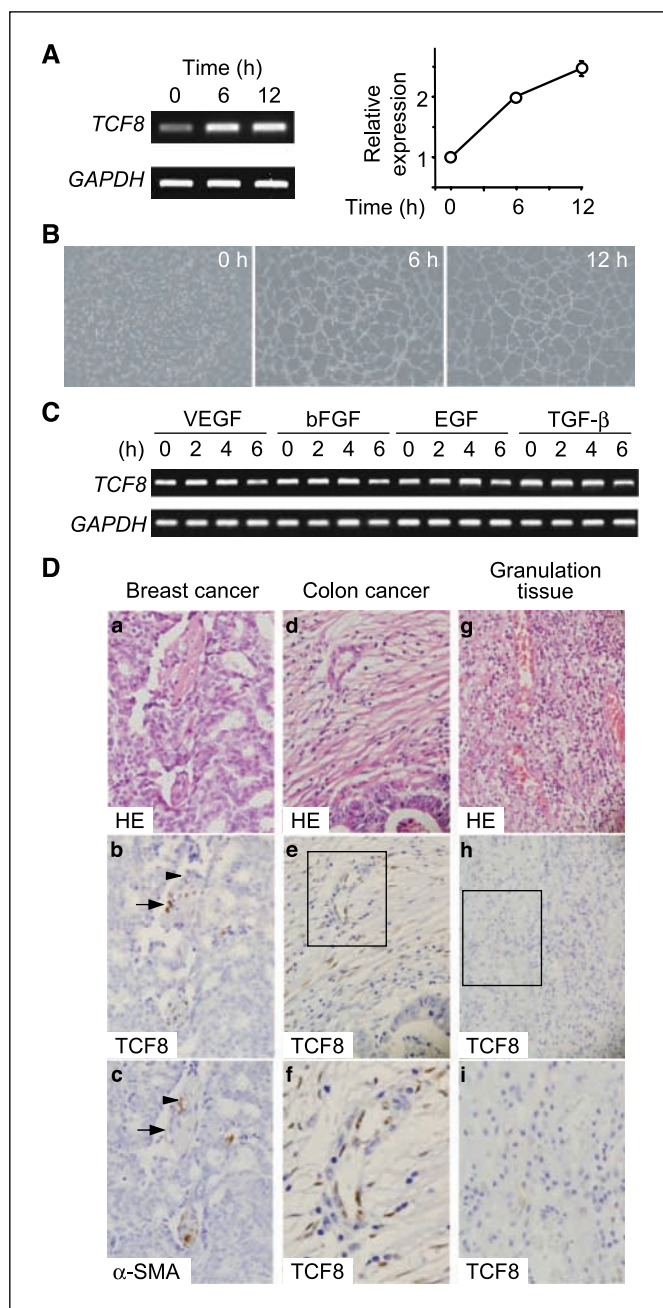 A
Time (h)
0 6 12
TCF8
GAPDH
Relative
expression
2
1
Time (h) 0 6 12
B
0 h 6 h 12 h
C
VEGF bFGF EGF TGF-β
(h) 0 2 4 6 0 2 4 6 0 2 4 6 0 2 4 6
TCF8
GAPDH
D
Breast cancer Colon cancer Granulation
tissue
a d g
HE HE HE
b e h
TCF8 TCF8 TCF8
c f i
α-SMA TCF8 TCF8